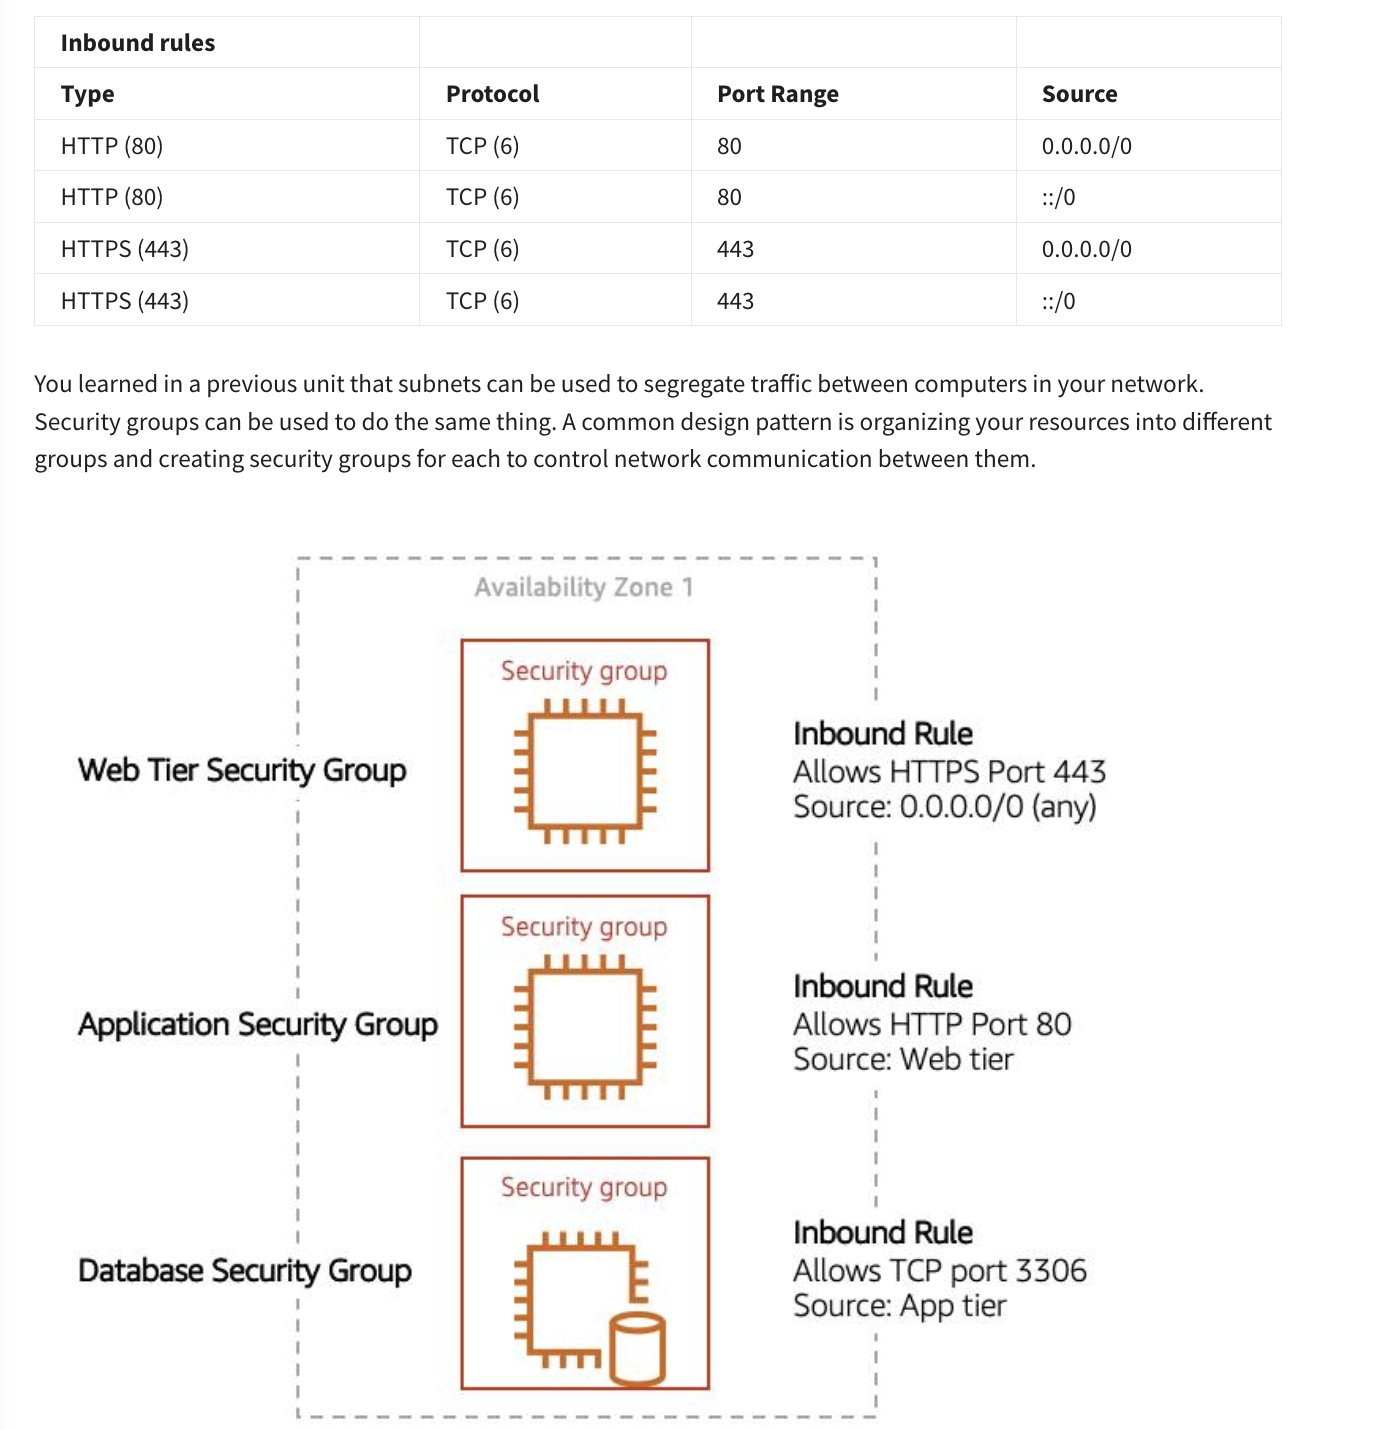 Inbound rules
Type Protocol Port Range Source
HTTP (80) TCP (6) 80 0.0.0.0/0
HTTP (80) TCP (6) 80 ::/0
HTTPS (443) TCP (6) 443 0.0.0.0/0
HTTPS (443) TCP (6) 443 ::/0
You learned in a previous unit that subnets can be used to segregate traffic between computers in your network.
Security groups can be used to do the same thing. A common design pattern is organizing your resources into different
groups and creating security groups for each to control network communication between them.
Availability Zone 1
Security group
Web Tier Security Group
Inbound Rule
Allows HTTPS Port 443
Source: 0.0.0.0/0 (any)
Security group
Application Security Group
Inbound Rule
Allows HTTP Port 80
Source: Web tier
Security group
Database Security Group
Inbound Rule
Allows TCP port 3306
Source: App tier